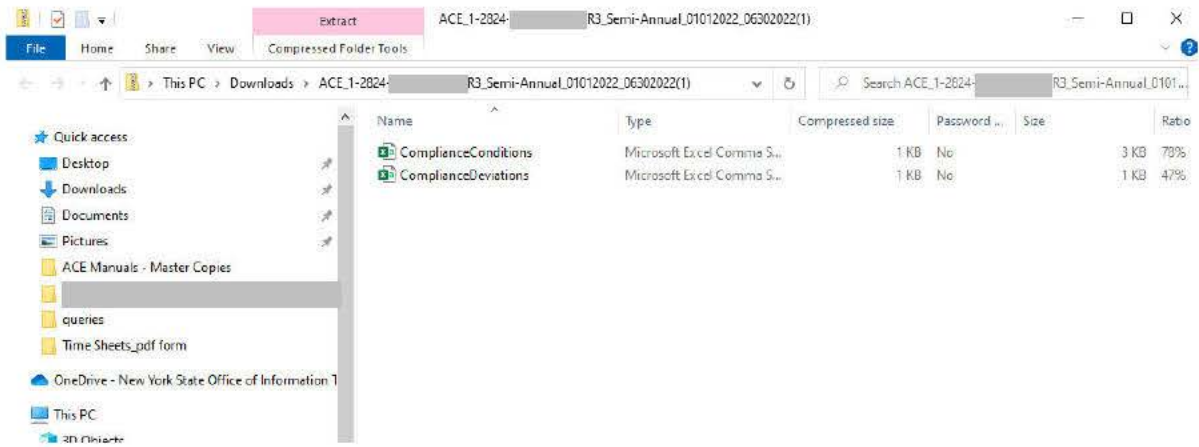 Extract ACE_1-2824- R3_Semi-Annual_01012022_06302022(1)
File Home Share View Compressed Folder Tools
This PC > Downloads > ACE_1-2824- R3_Semi-Annual_01012022_06302022(1) Search ACE_1-2824- R3_Semi-Annual_0101...
Name Type Compressed size Password ... Size Ratio
Quick access
ComplianceConditions Microsoft Excel Comma S... 1 KB No 3 KB 78%
Desktop
ComplianceDeviations Microsoft Excel Comma S... 1 KB No 1 KB 47%
Downloads
Documents
Pictures
ACE Manuals - Master Copies
queries
Time Sheets_pdf form
OneDrive - New York State Office of Information T
This PC
3D Objects